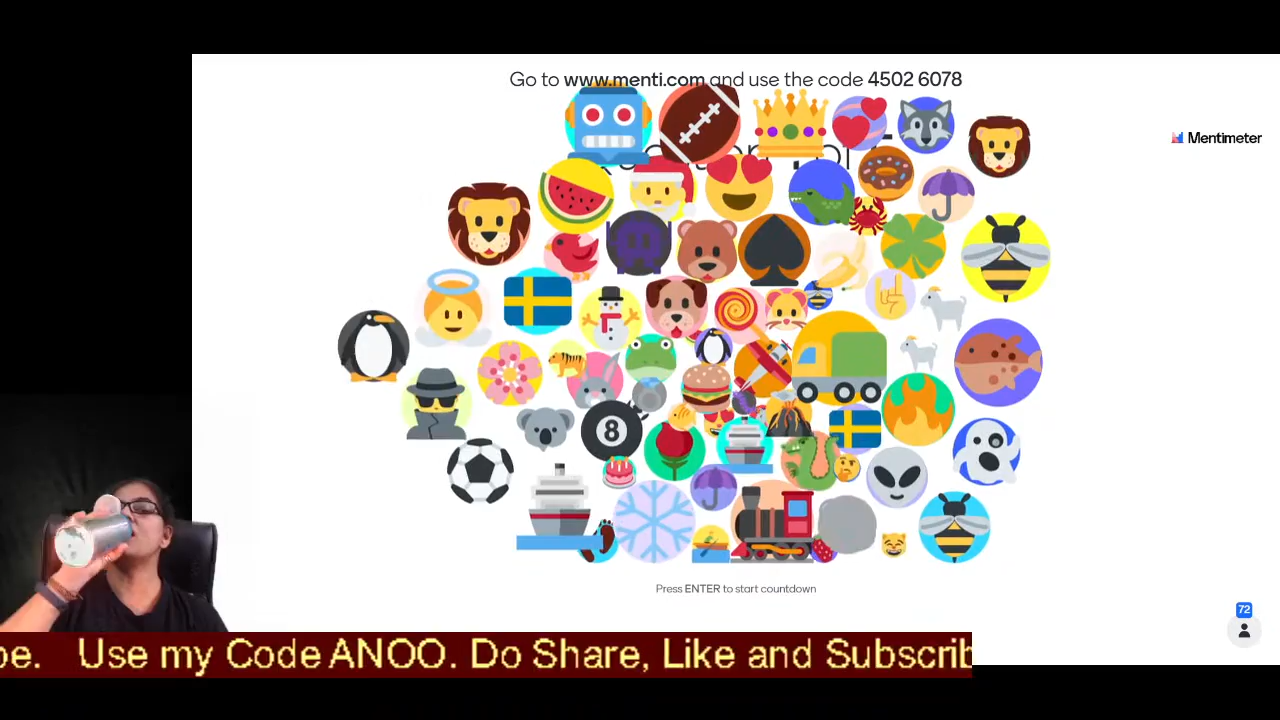 Go to www.menti.com and use the code 4502 6078
Mentimeter
8
Press ENTER to start countdown
72
be. Use my Code ANOO. Do Share, Like and Subscrib